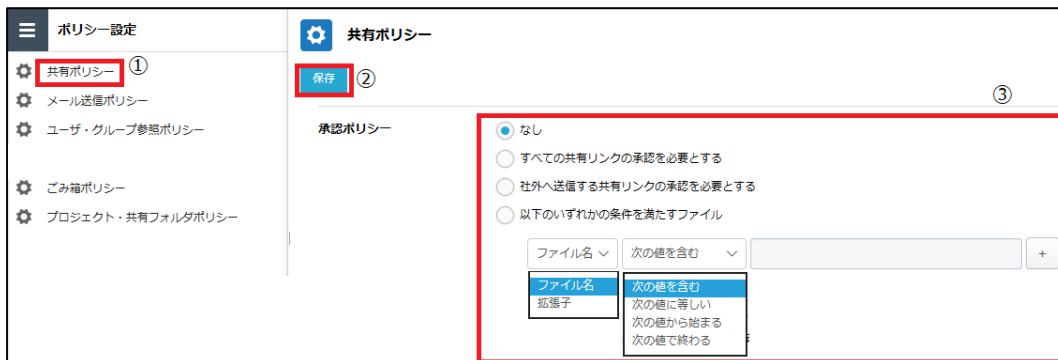 ポリシー設定
共有ポリシー ①
メール送信ポリシー
ユーザ・グループ参照ポリシー
ごみ箱ポリシー
プロジェクト・共有フォルダポリシー
共有ポリシー
保存 ②
③
承認ポリシー
なし
すべての共有リンクの承認を必要とする
社外へ送信する共有リンクの承認を必要とする
以下のいずれかの条件を満たすファイル
ファイル名 次の値を含む +
ファイル名
拡張子
次の値を含む
次の値に等しい
次の値から始まる
次の値で終わる